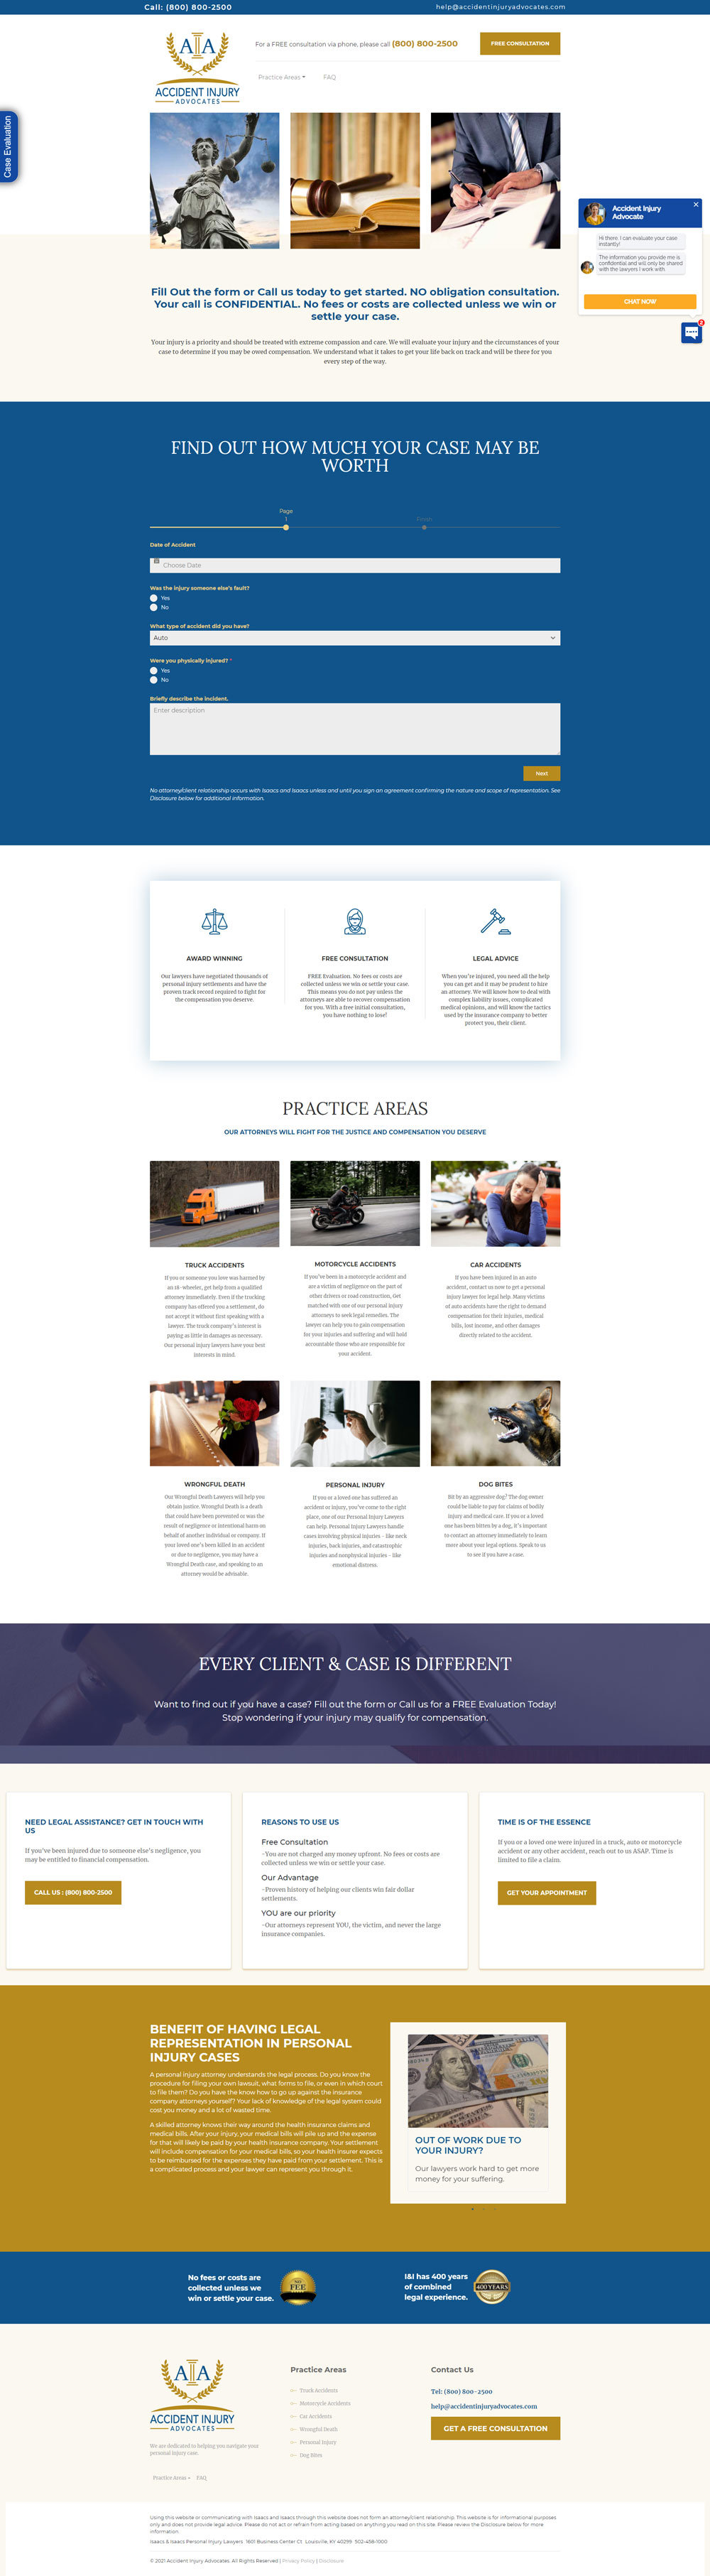 Call: (800) 800-2500
help@accidentinjuryadvocates.com
AIA
ACCIDENT INJURY
ADVOCATES
For a FREE consultation via phone, please call (800) 800-2500
FREE CONSULTATION
Practice Areas
FAQ
Case Evaluation
Accident Injury
Advocate
Hi there. I can evaluate your case
instantly!
The information you provide me is
confidential and will only be shared
with the lawyers I work with
CHAT NOW
2
Fill Out the form or Call us today to get started. NO obligation consultation.
Your call is CONFIDENTIAL. No fees or costs are collected unless we win or
settle your case.
Your injury is a priority and should be treated with extreme compassion and care. We will evaluate your injury and the circumstances of your
case to determine if you may be owed compensation. We understand what it takes to get your life back on track and will be there for you
every step of the way.
FIND OUT HOW MUCH YOUR CASE MAY BE
WORTH
Page
1
Date of Accident
Choose Date
Was the injury someone else's fault?
Yes
No
What type of accident did you have?
Auto
Were you physically injured? *
Yes
No
Briefly describe the incident.
Enter description
Next
No attorney/client relationship occurs with Isaacs and Isaacs unless and until you sign an agreement confirming the nature and scope of representation. See
Disclosure below for additional information.
AWARD WINNING
Our lawyers have negotiated thousands of
personal injury settlements and have the
proven track record required to fight for
the compensation you deserve.
FREE CONSULTATION
FREE Evaluation. No fees or costs are
collected unless we win or settle your case.
This means you do not pay unless the
attorneys are able to recover compensation
for you. With a free initial consultation,
you have nothing to lose!
LEGAL ADVICE
When you're injured, you need all the help
you can get and it may be prudent to hire
an attorney. We will know how to deal with
complex liability issues, complicated
medical opinions, and will know the tactics
used by the insurance company to better
protect you, their client.
PRACTICE AREAS
OUR ATTORNEYS WILL FIGHT FOR THE JUSTICE AND COMPENSATION YOU DESERVE
TRUCK ACCIDENTS
If you or someone you love was harmed by
an 18-wheeler, get help from a qualified
attorney immediately. Even if the trucking
company has offered you a settlement, do
not accept it without first speaking with a
lawyer. The truck company's interest is
paying as little in damages as necessary.
Our personal injury lawyers have your best
interests in mind.
MOTORCYCLE ACCIDENTS
If you've been in a motorcycle accident and
are a victim of negligence on the part of
other drivers or road construction, Get
matched with one of our personal injury
attorneys to seek legal remedies. The
lawyer can help you to gain compensation
for your injuries and suffering and will hold
accountable those who are responsible for
your accident.
CAR ACCIDENTS
If you have been injured in an auto
accident, contact us now to get a personal
injury lawyer for legal help. Many victims
of auto accidents have the right to demand
compensation for their injuries, medical
bills, lost income, and other damages
directly related to the accident.
WRONGFUL DEATH
Our Wrongful Death Lawyers will help you
obtain justice. Wrongful Death is a death
that could have been prevented or was the
result of negligence or intentional harm on
behalf of another individual or company. If
your loved one's been killed in an accident
or due to negligence, you may have a
Wrongful Death case, and speaking to an
attorney would be advisable.
PERSONAL INJURY
If you or a loved one has suffered an
accident or injury, you've come to the right
place, one of our Personal Injury Lawyers
can help. Personal Injury Lawyers handle
cases involving physical injuries - like neck
injuries, back injuries, and catastrophic
injuries and nonphysical injuries - like
emotional distress.
DOG BITES
Bit by an aggressive dog? The dog owner
could be liable to pay for claims of bodily
injury and medical care. If you or a loved
one has been bitten by a dog, it's important
to contact an attorney immediately to learn
more about your legal options. Speak to us
to see if you have a case.
EVERY CLIENT & CASE IS DIFFERENT
Want to find out if you have a case? Fill out the form or Call us for a FREE Evaluation Today!
Stop wondering if your injury may qualify for compensation.
NEED LEGAL ASSISTANCE? GET IN TOUCH WITH
US
If you've been injured due to someone else's negligence, you
may be entitled to financial compensation.
CALL US : (800) 800-2500
REASONS TO USE US
Free Consultation
-You are not charged any money upfront. No fees or costs are
collected unless we win or settle your case.
Our Advantage
-Proven history of helping our clients win fair dollar
settlements.
YOU are our priority
-Our attorneys represent YOU, the victim, and never the large
insurance companies.
TIME IS OF THE ESSENCE
If you or a loved one were injured in a truck, auto or motorcycle
accident or any other accident, reach out to us ASAP. Time is
limited to file a claim.
GET YOUR APPOINTMENT
BENEFIT OF HAVING LEGAL
REPRESENTATION IN PERSONAL
INJURY CASES
A personal injury attorney understands the legal process. Do you know the
procedure for filing your own lawsuit, what forms to file, or even in which court
to file them? Do you have the know how to go up against the insurance
company attorneys yourself? Your lack of knowledge of the legal system could
cost you money and a lot of wasted time.
A skilled attorney knows their way around the health insurance claims and
medical bills. After your injury, your medical bills will pile up and the expense
for that will likely be paid by your health insurance company. Your settlement
will include compensation for your medical bills, so your health insurer expects
to be reimbursed for the expenses they have paid from your settlement. This is
a complicated process and your lawyer can represent you through it.
OUT OF WORK DUE TO
YOUR INJURY?
Our lawyers work hard to get more
money for your suffering.
No fees or costs are
collected unless we
win or settle your case.
NO
FEE
I&I has 400 years
of combined
legal experience.
400 YEARS
AIA
ACCIDENT INJURY
ADVOCATES
We are dedicated to helping you navigate your
personal injury case.
Practice Areas
FAQ
Practice Areas
Truck Accidents
Motorcycle Accidents
Car Accidents
Wrongful Death
Personal Injury
Dog Bites
Contact Us
Tel: (800) 800-2500
help@accidentinjuryadvocates.com
GET A FREE CONSULTATION
Using this website or communicating with Isaacs and Isaacs through this website does not form an attorney/client relationship. This website is for informational purposes
only and does not provide legal advice. Please do not act or refrain from acting based on anything you read on this site. Please review the Disclosure below for more
information.
Isaacs & Isaacs Personal Injury Lawyers 1601 Business Center Ct Louisville, KY 40299 502-458-1000
© 2021 Accident Injury Advocates. All Rights Reserved | Privacy Policy | Disclosure